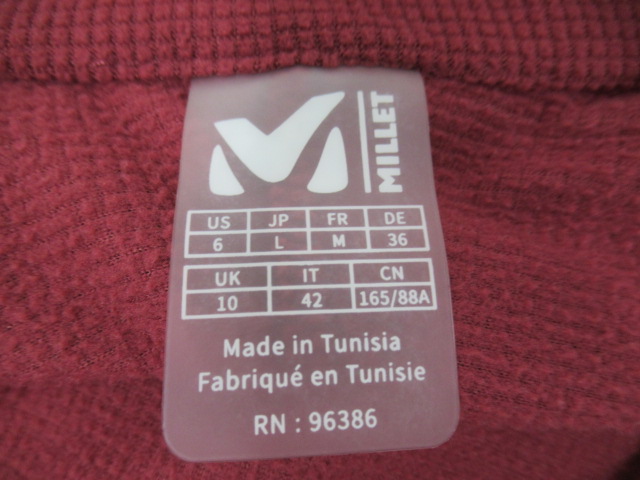 MILLET
US JP FR DE
6 L M 36
UK IT CN
10 42 165/88A
Made in Tunisia
Fabriqué en Tunisie
RN : 96386